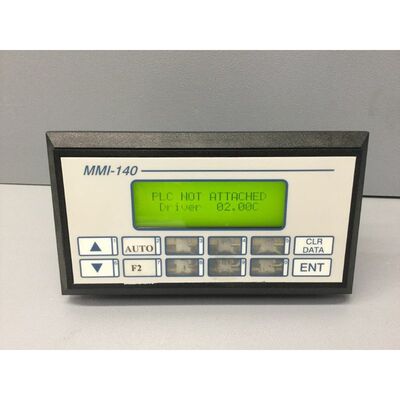 MMI-140
PLC NOT ATTACHED
Driver 02.00C
AUTO
CLR
DATA
F2
ENT